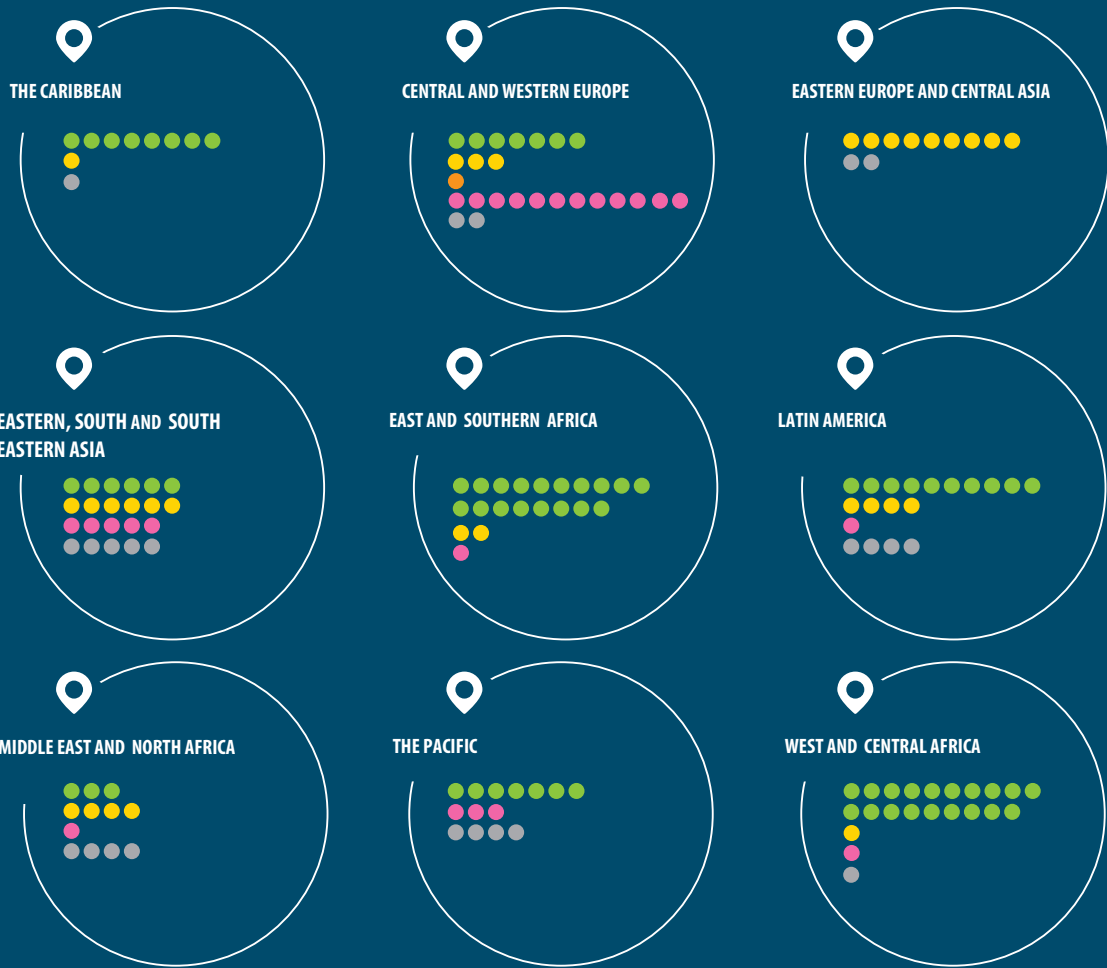 THE CARIBBEAN
CENTRAL AND WESTERN EUROPE
EASTERN EUROPE AND CENTRAL ASIA
EASTERN, SOUTH AND SOUTH
EASTERN ASIA
EAST AND SOUTHERN AFRICA
LATIN AMERICA
MIDDLE EAST AND NORTH AFRICA
THE PACIFIC
WEST AND CENTRAL AFRICA